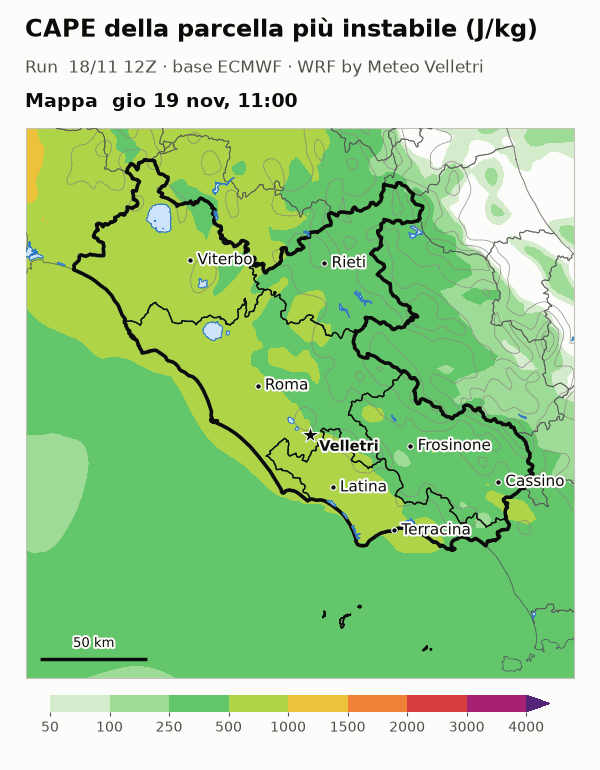 CAPE della parcella più instabile (J/kg)
Run  18/11 12Z · base ECMWF · WRF by Meteo Velletri
Mappa  gio 19 nov, 11:00
Viterbo
Rieti
Roma
Velletri
Frosinone
Latina
Cassino
Terracina
50 km
50 100 250 500 1000 1500 2000 3000 4000